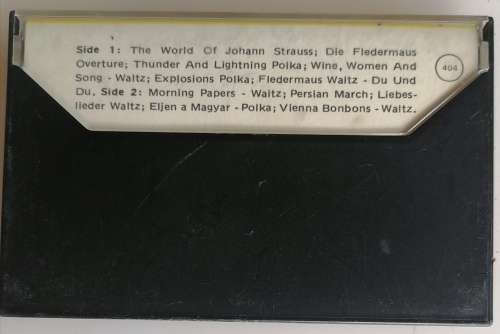 Side 1: The World Of Johann Strauss; Die Fledermaus
Overture; Thunder And Lightning Polka; Wine, Women And
Song - Waltz; Explosions Polka; Fledermaus Waltz - Du Und
Du. Side 2: Morning Papers - Waltz; Persian March; Liebes-
lieder Waltz; Eljen a Magyar - Polka; Vienna Bonbons - Waltz.
404